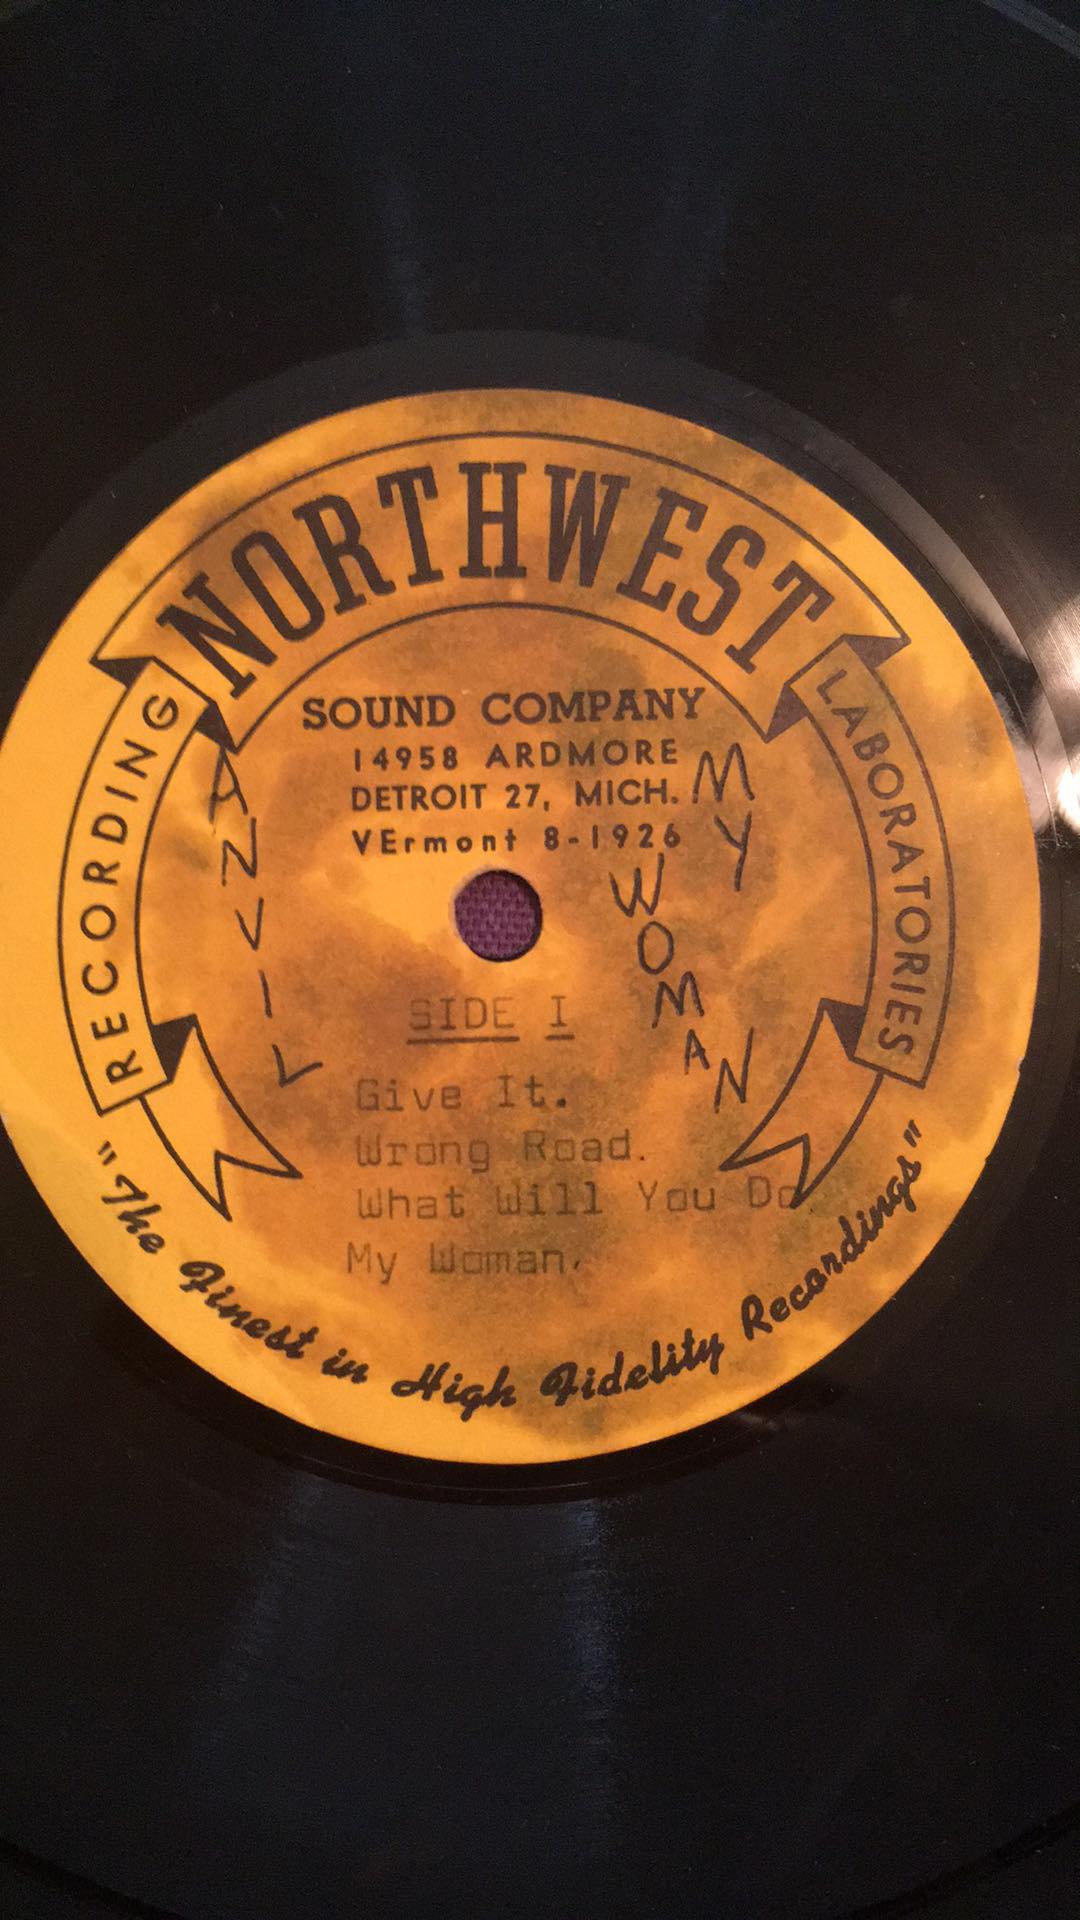 NORTHWEST
RECORDING
LABORATORIES
SOUND COMPANY
14958 ARDMORE
DETROIT 27, MICH.
VErmont 8-1926
ANVIL
MY
WOMAN
SIDE I
Give It.
Wrong Road.
What Will You Do
My Woman.
"The Finest in High Fidelity Recordings"